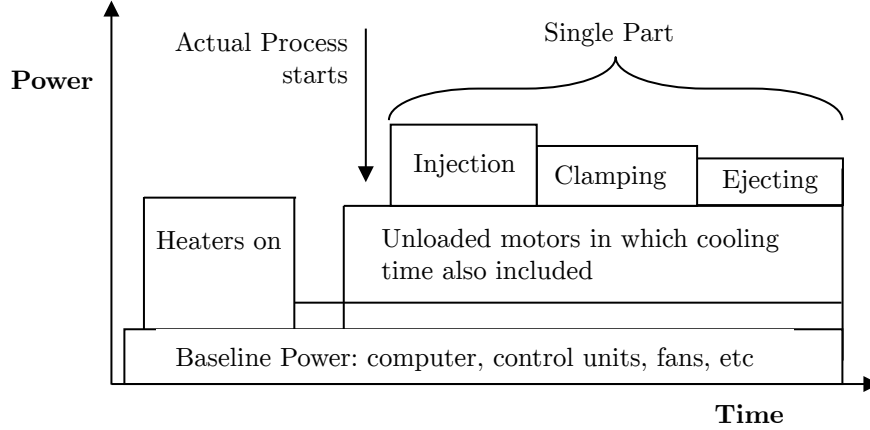 Single Part
Actual Process
starts
Power
Injection
Clamping
Ejecting
Heaters on
Unloaded motors in which cooling
time also included
Baseline Power: computer, control units, fans, etc
Time